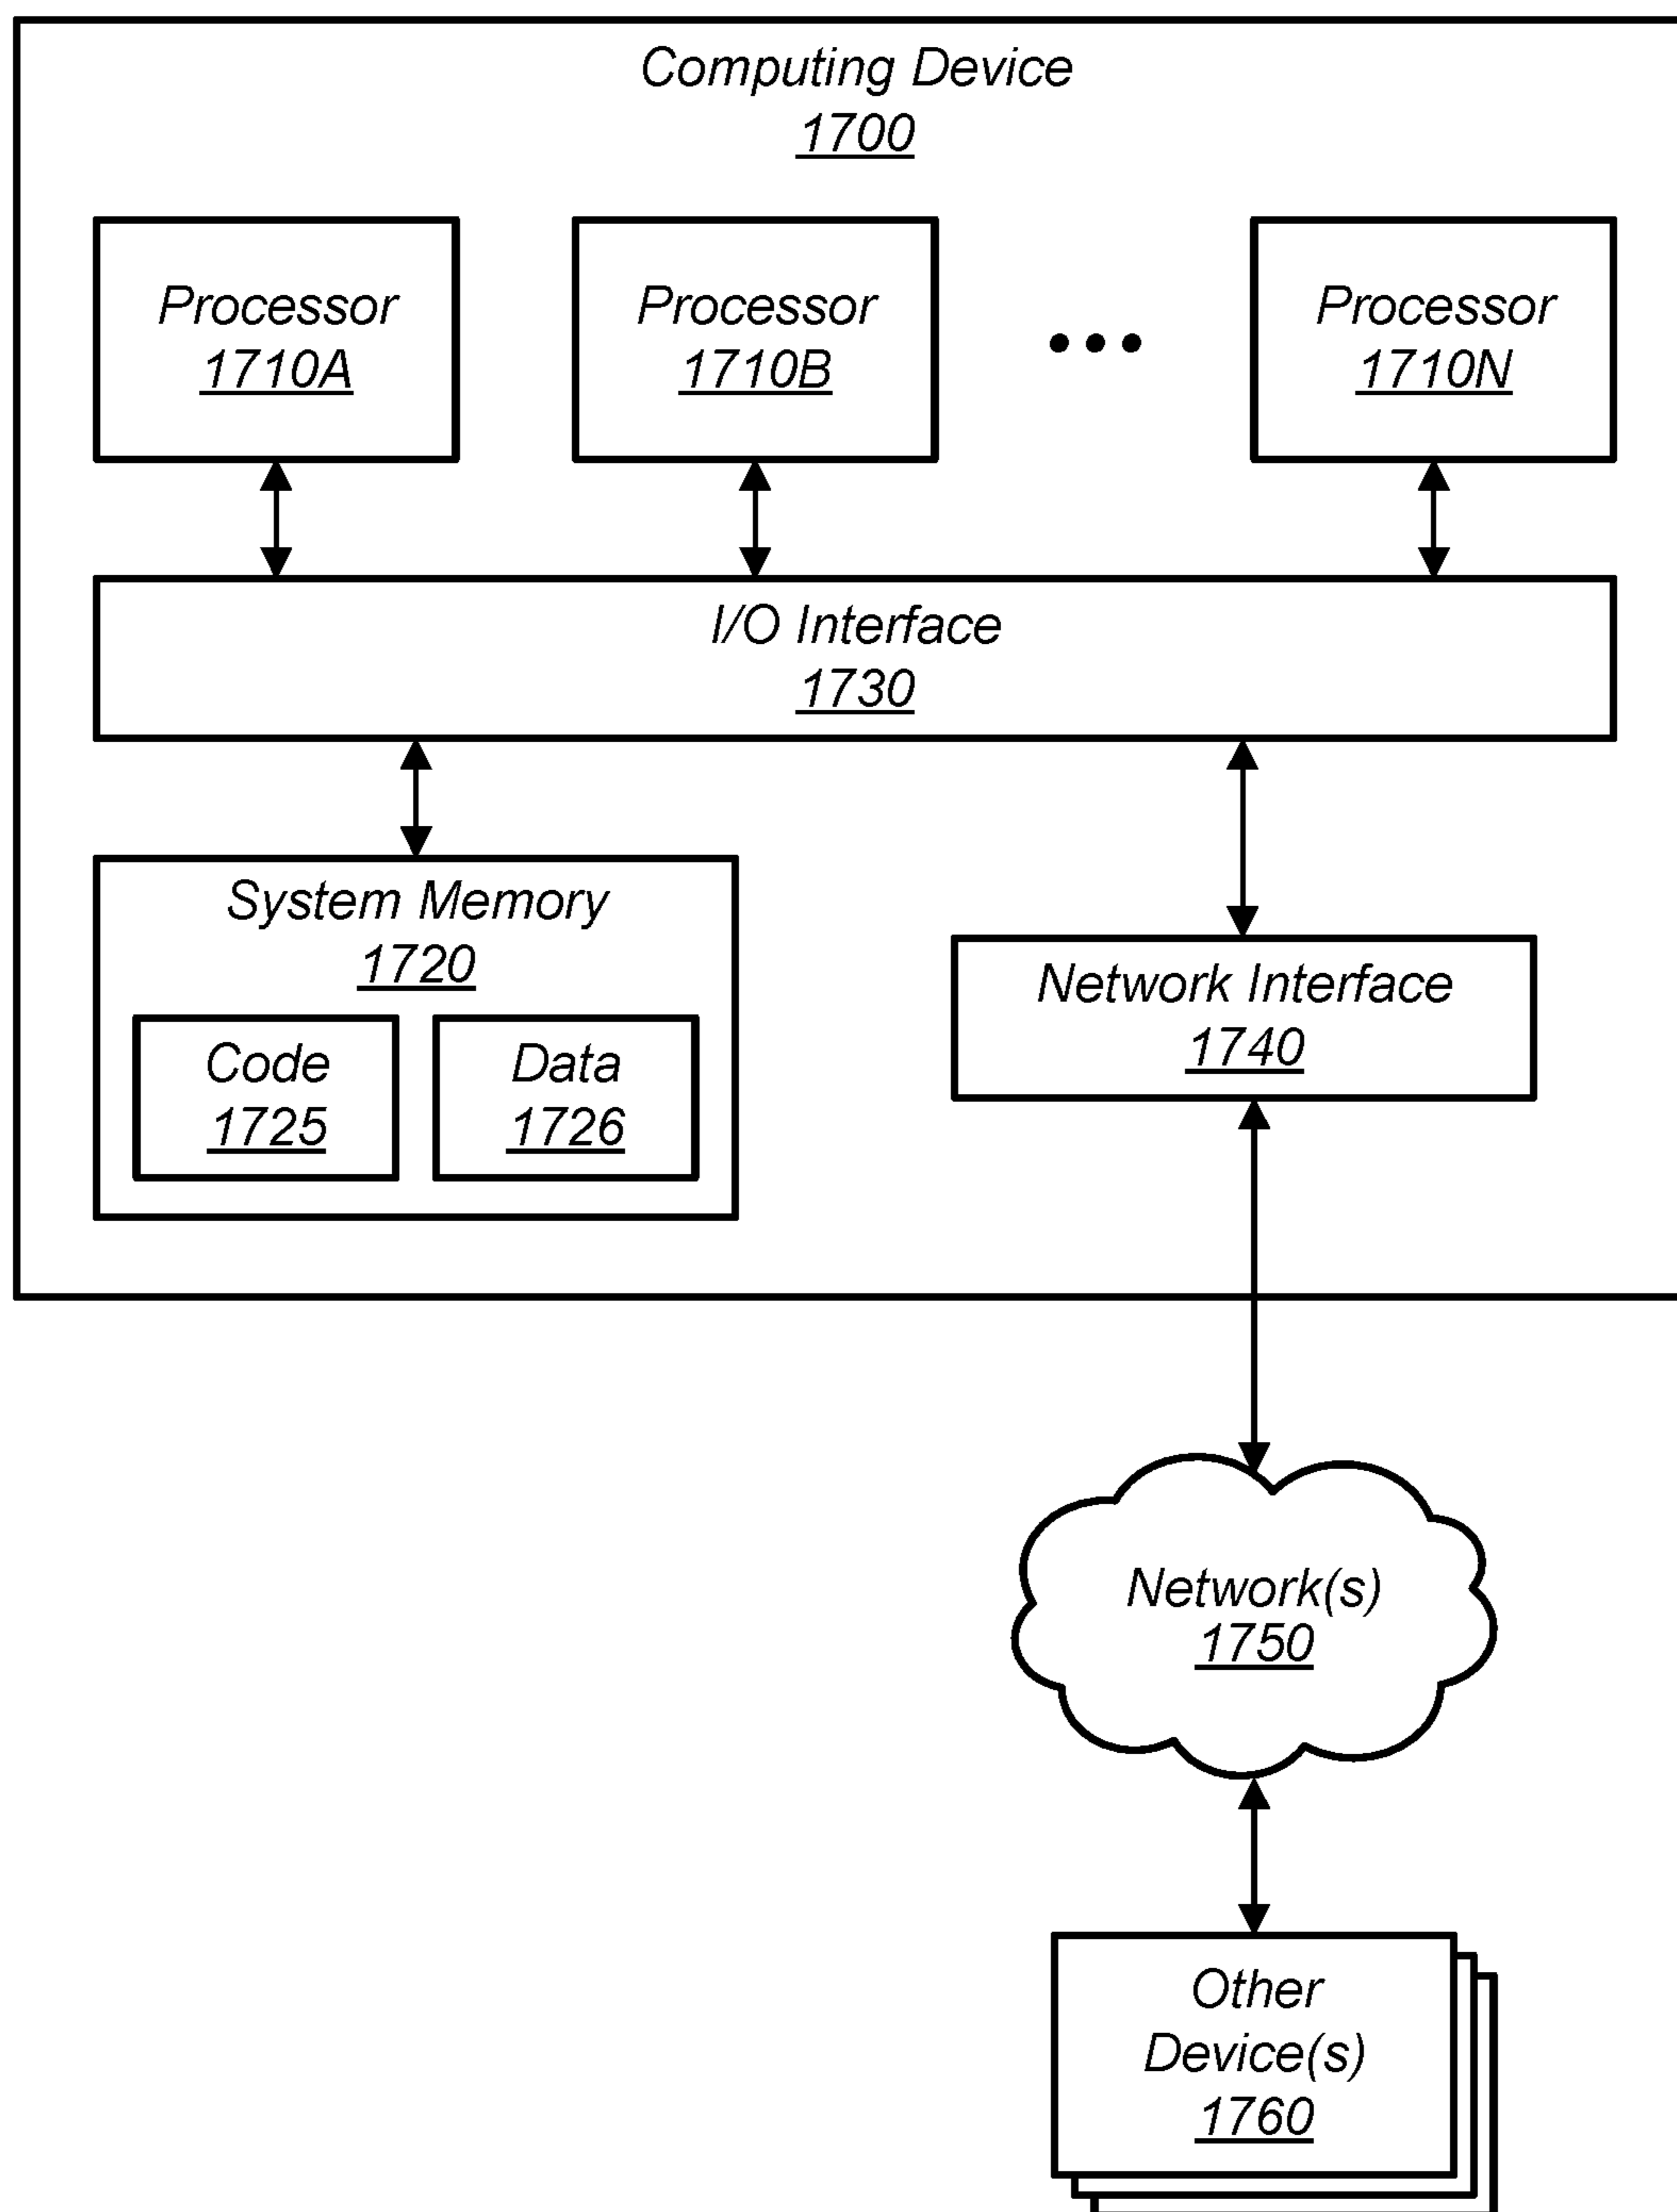 Computing Device
1700
Processor
1710A
Processor
1710B
Processor
1710N
I/O Interface
1730
System Memory
1720
Code
1725
Data
1726
Network Interface
1740
Network(s)
1750
Other
Device(s)
1760